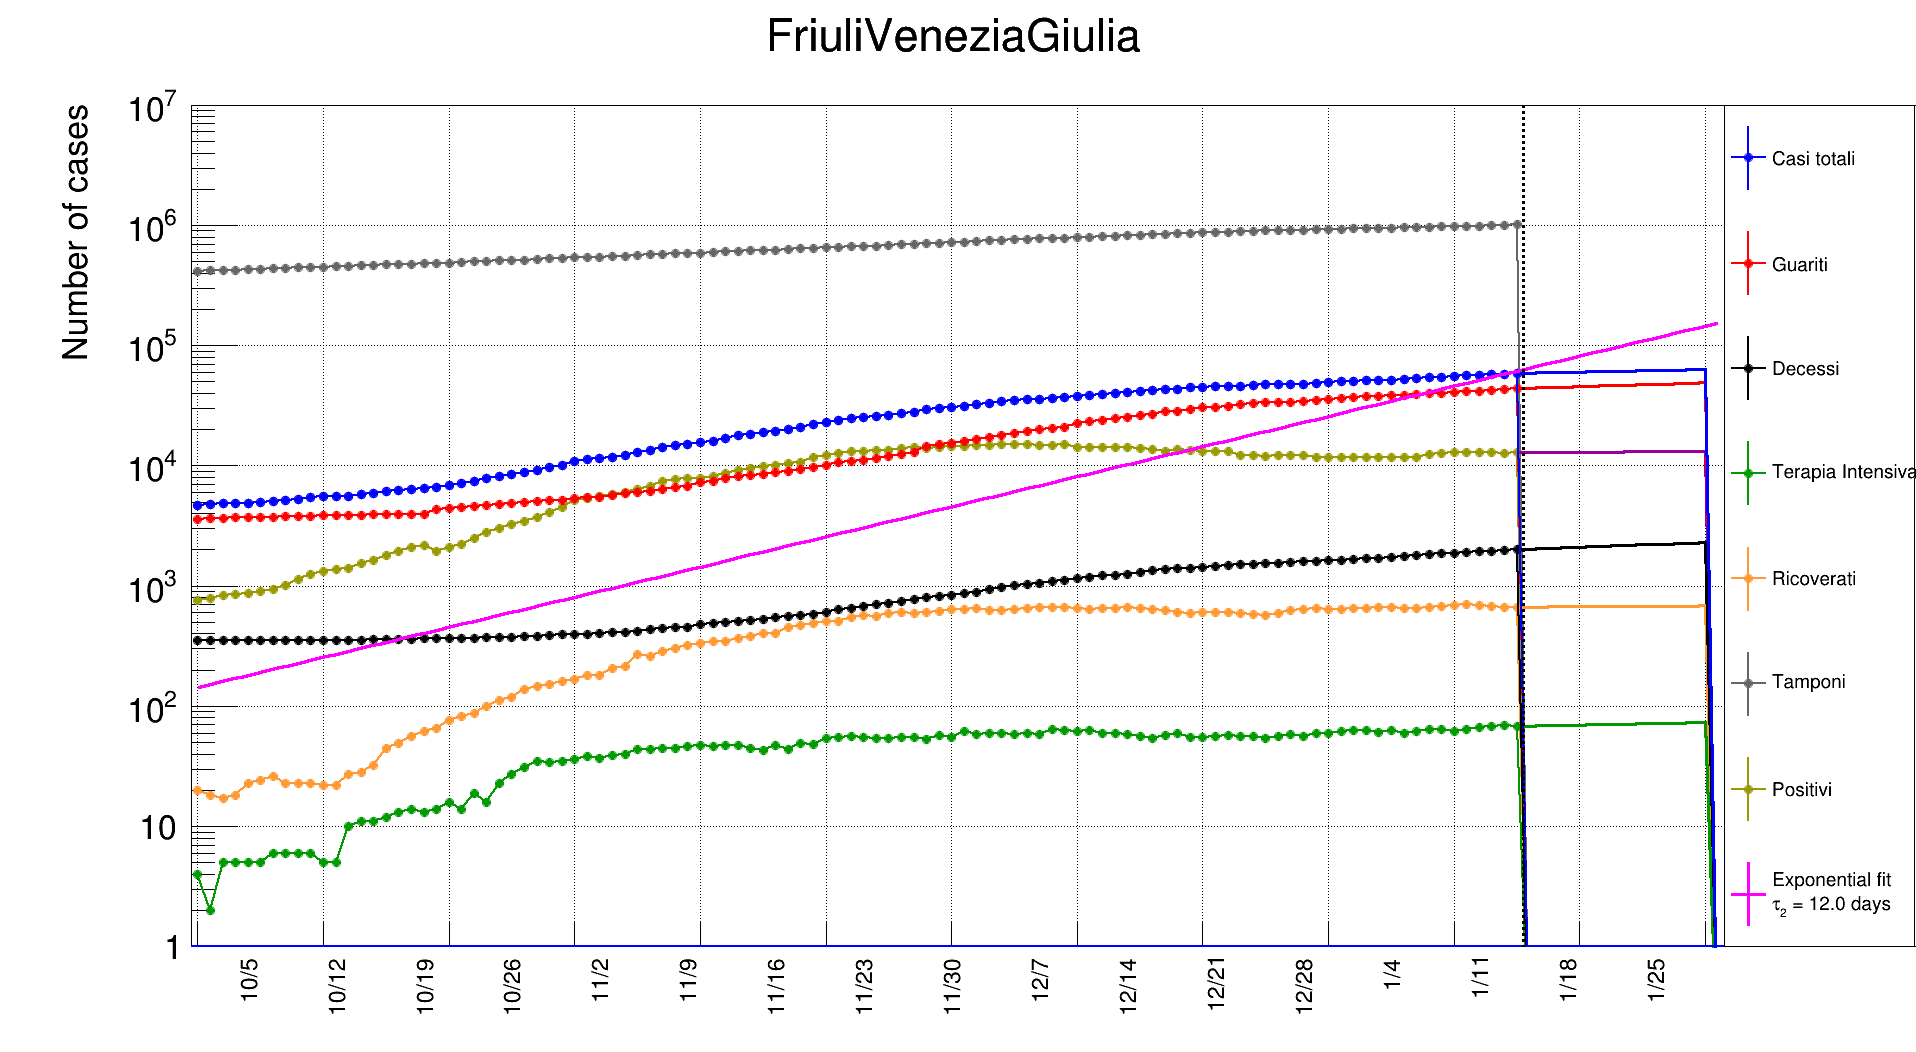 FriuliVeneziaGiulia
Number of cases
10^7
10^6
10^5
10^4
10^3
10^2
10
1
10/5
10/12
10/19
10/26
11/2
11/9
11/16
11/23
11/30
12/7
12/14
12/21
12/28
1/4
1/11
1/18
1/25
Casi totali
Guariti
Decessi
Terapia Intensiva
Ricoverati
Tamponi
Positivi
Exponential fit
τ₂ = 12.0 days